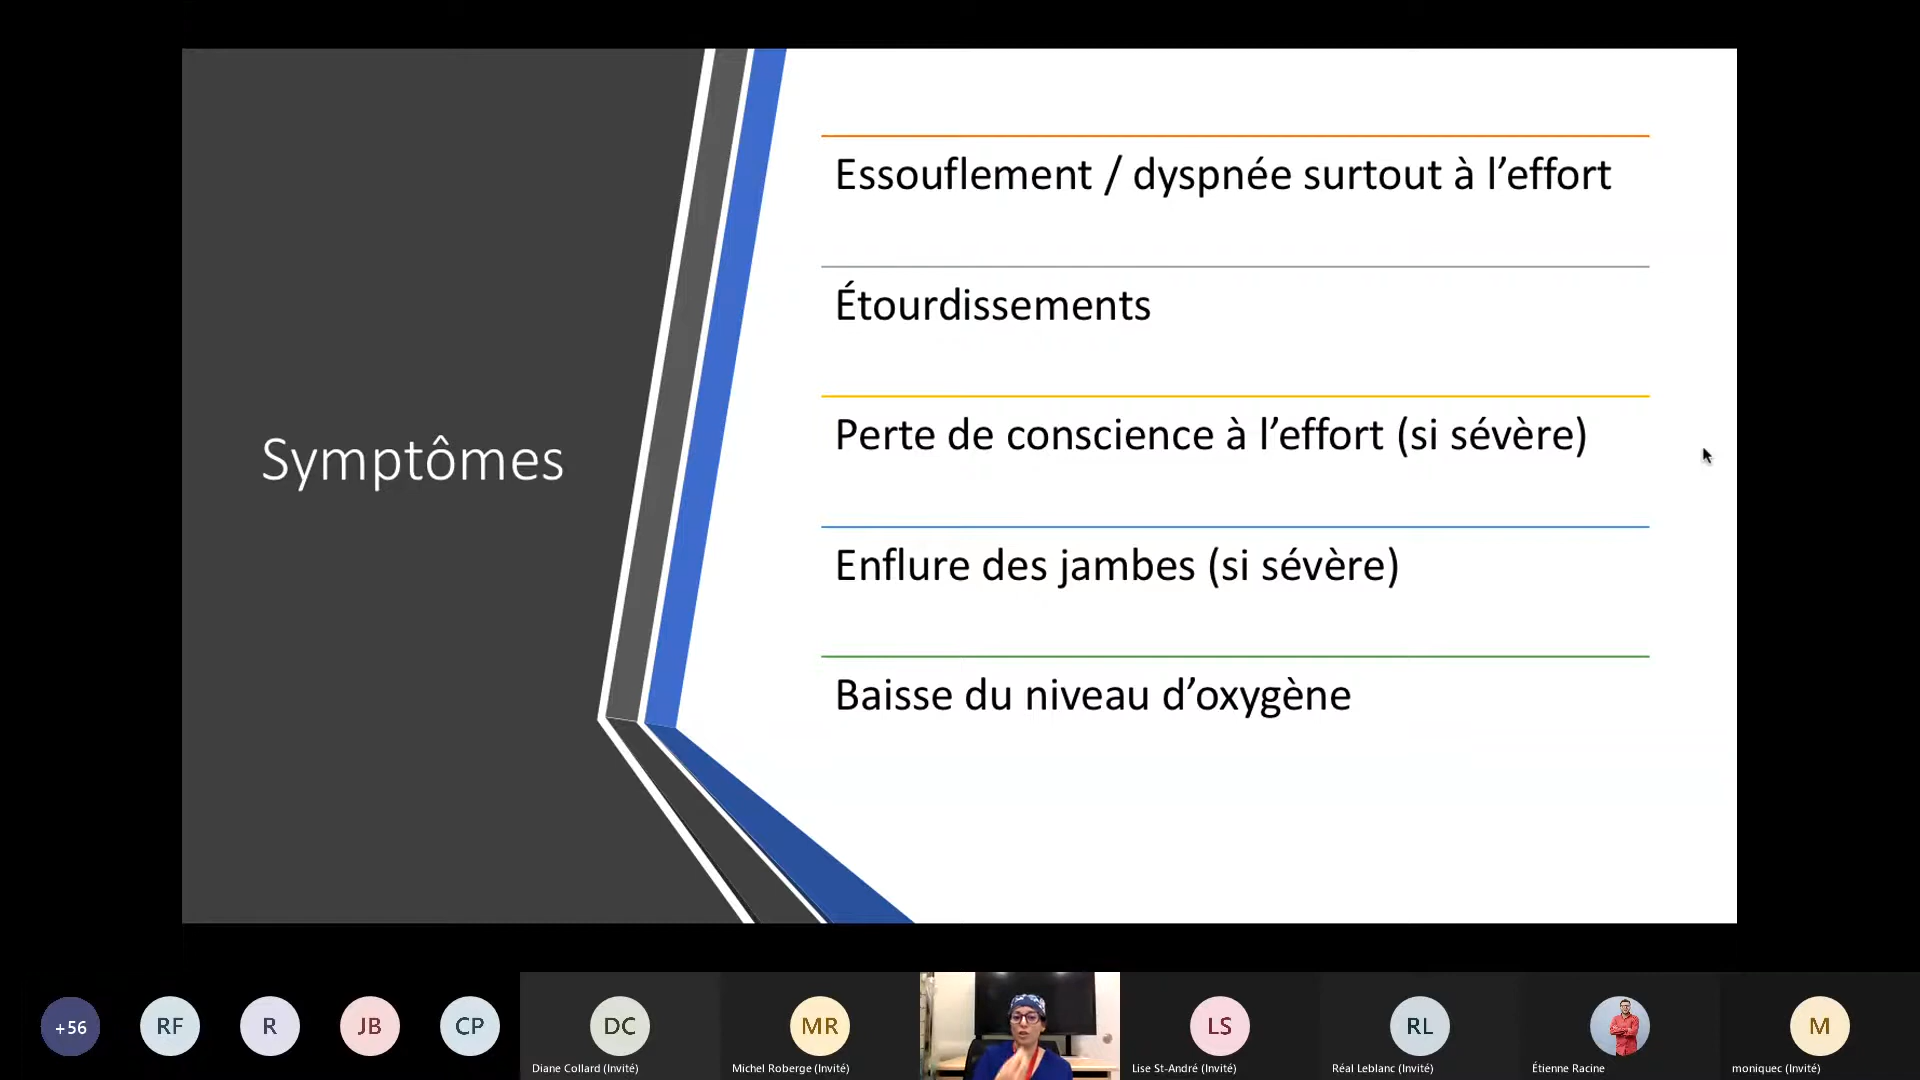 Symptômes
Essouflement / dyspnée surtout à l’effort
Étourdissements
Perte de conscience à l’effort (si sévère)
Enflure des jambes (si sévère)
Baisse du niveau d’oxygène
+56
RF
R
JB
CP
DC
Diane Collard (Invité)
MR
Michel Roberge (Invité)
LS
Lise St-André (Invité)
RL
Réal Leblanc (Invité)
Étienne Racine
M
moniquec (Invité)